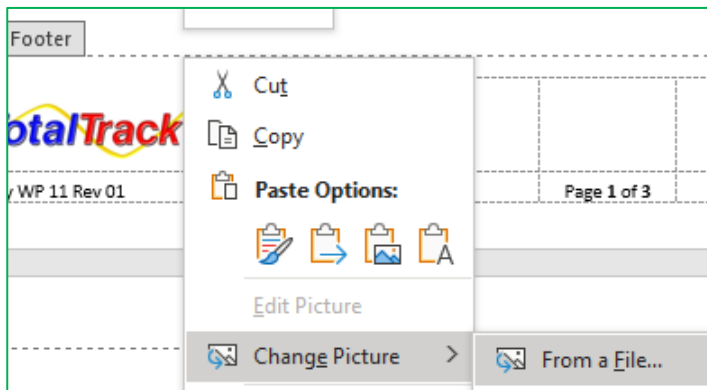 Footer
Cut
otalTrack
Copy
y WP 11 Rev 01
Paste Options:
Page 1 of 3
A
Edit Picture
Change Picture >
From a File...